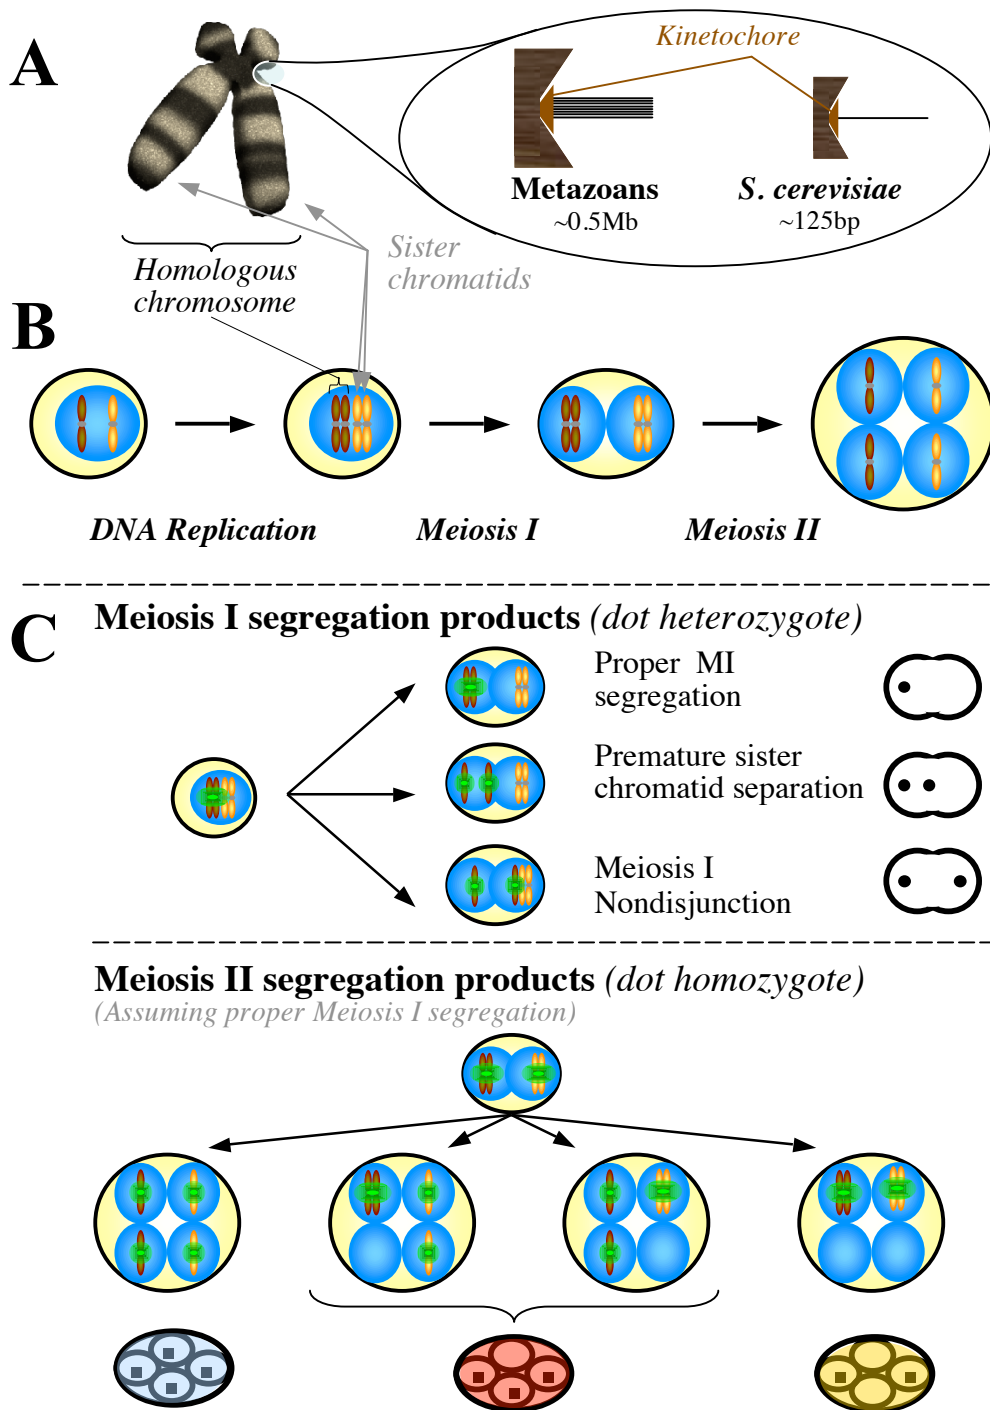 A
Kinetochore
Metazoans
~0.5Mb
S. cerevisiae
~125bp
Sister
chromatids
Homologous
chromosome
B
DNA Replication
Meiosis I
Meiosis II
C
Meiosis I segregation products (dot heterozygote)
Proper MI
segregation
Premature sister
chromatid separation
Meiosis I
Nondisjunction
Meiosis II segregation products (dot homozygote)
(Assuming proper Meiosis I segregation)